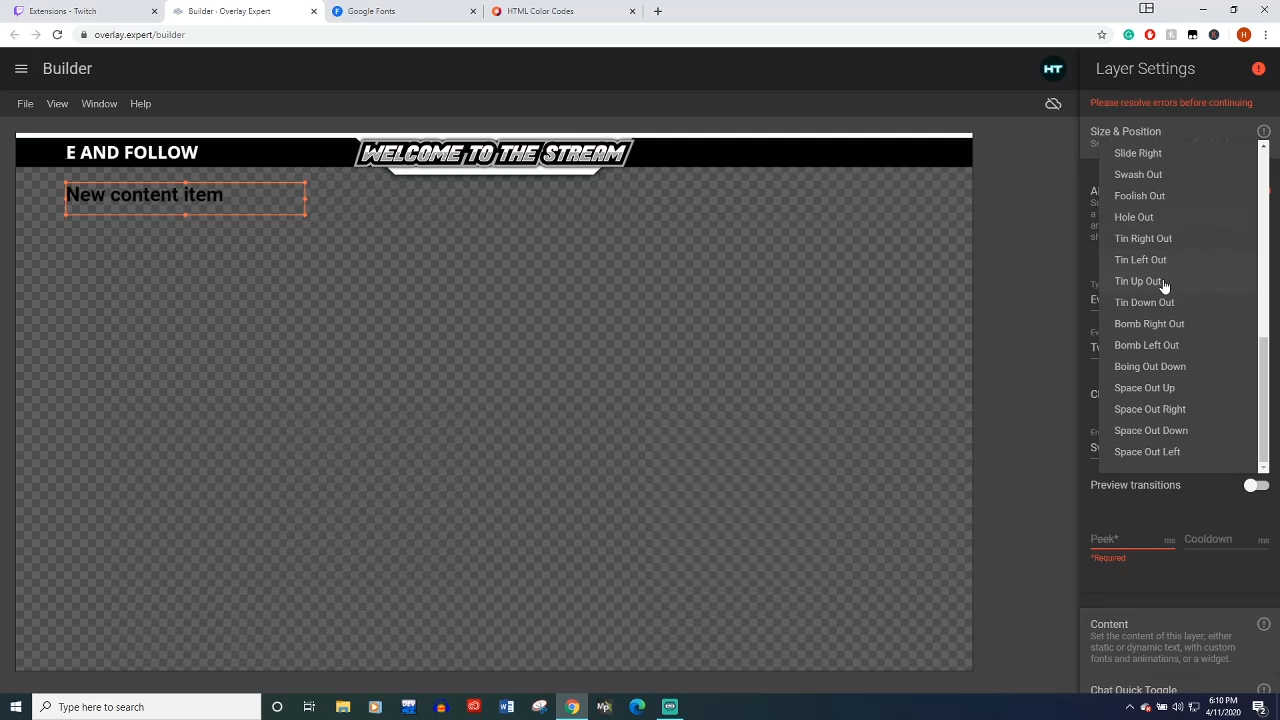 Extensions - Twitch
Builder - Overlay Expert
Google Fonts
HTML Color Codes
overlay.expert/builder
Builder
HT
Layer Settings
File View Window Help
Please resolve errors before continuing
Size & Position
E AND FOLLOW
WELCOME TO THE STREAM
New content item
Slide Right
Swash Out
Foolish Out
Hole Out
Tin Right Out
Tin Left Out
Tin Up Out
Tin Down Out
Bomb Right Out
Bomb Left Out
Boing Out Down
Space Out Up
Space Out Right
Space Out Down
Space Out Left
Preview transitions
Peek* ms Cooldown ms
*Required
Content
Set the content of this layer; either
static or dynamic text, with custom
fonts and animations, or a widget.
Chat Quick Toggle
Type here to search
6:10 PM
4/11/2020